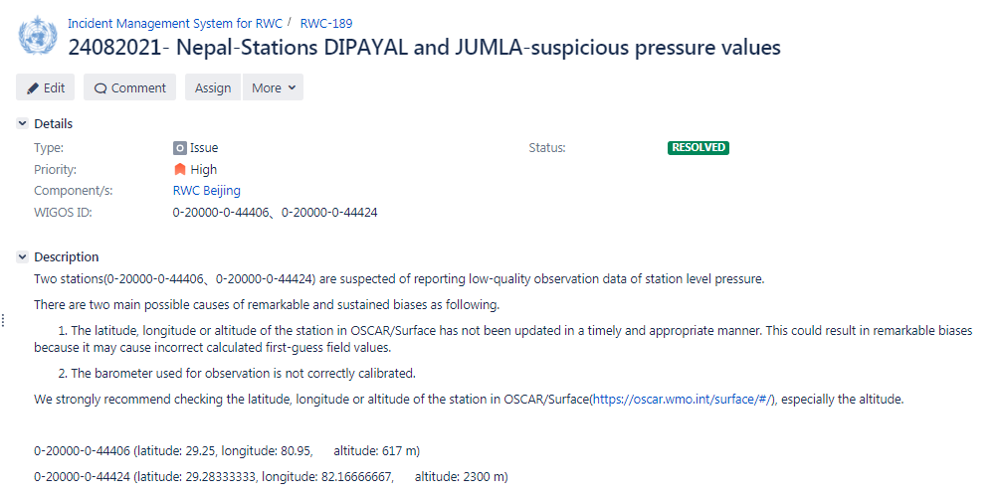 Incident Management System for RWC / RWC-189
24082021- Nepal-Stations DIPAYAL and JUMLA-suspicious pressure values
Edit Comment Assign More
Details
Type: Issue Status: RESOLVED
Priority: High
Component/s: RWC Beijing
WIGOS ID: 0-20000-0-44406、0-20000-0-44424
Description
Two stations(0-20000-0-44406、0-20000-0-44424) are suspected of reporting low-quality observation data of station level pressure.
There are two main possible causes of remarkable and sustained biases as following.
1. The latitude, longitude or altitude of the station in OSCAR/Surface has not been updated in a timely and appropriate manner. This could result in remarkable biases
because it may cause incorrect calculated first-guess field values.
2. The barometer used for observation is not correctly calibrated.
We strongly recommend checking the latitude, longitude or altitude of the station in OSCAR/Surface(https://oscar.wmo.int/surface/#/), especially the altitude.
0-20000-0-44406 (latitude: 29.25, longitude: 80.95, altitude: 617 m)
0-20000-0-44424 (latitude: 29.28333333, longitude: 82.16666667, altitude: 2300 m)